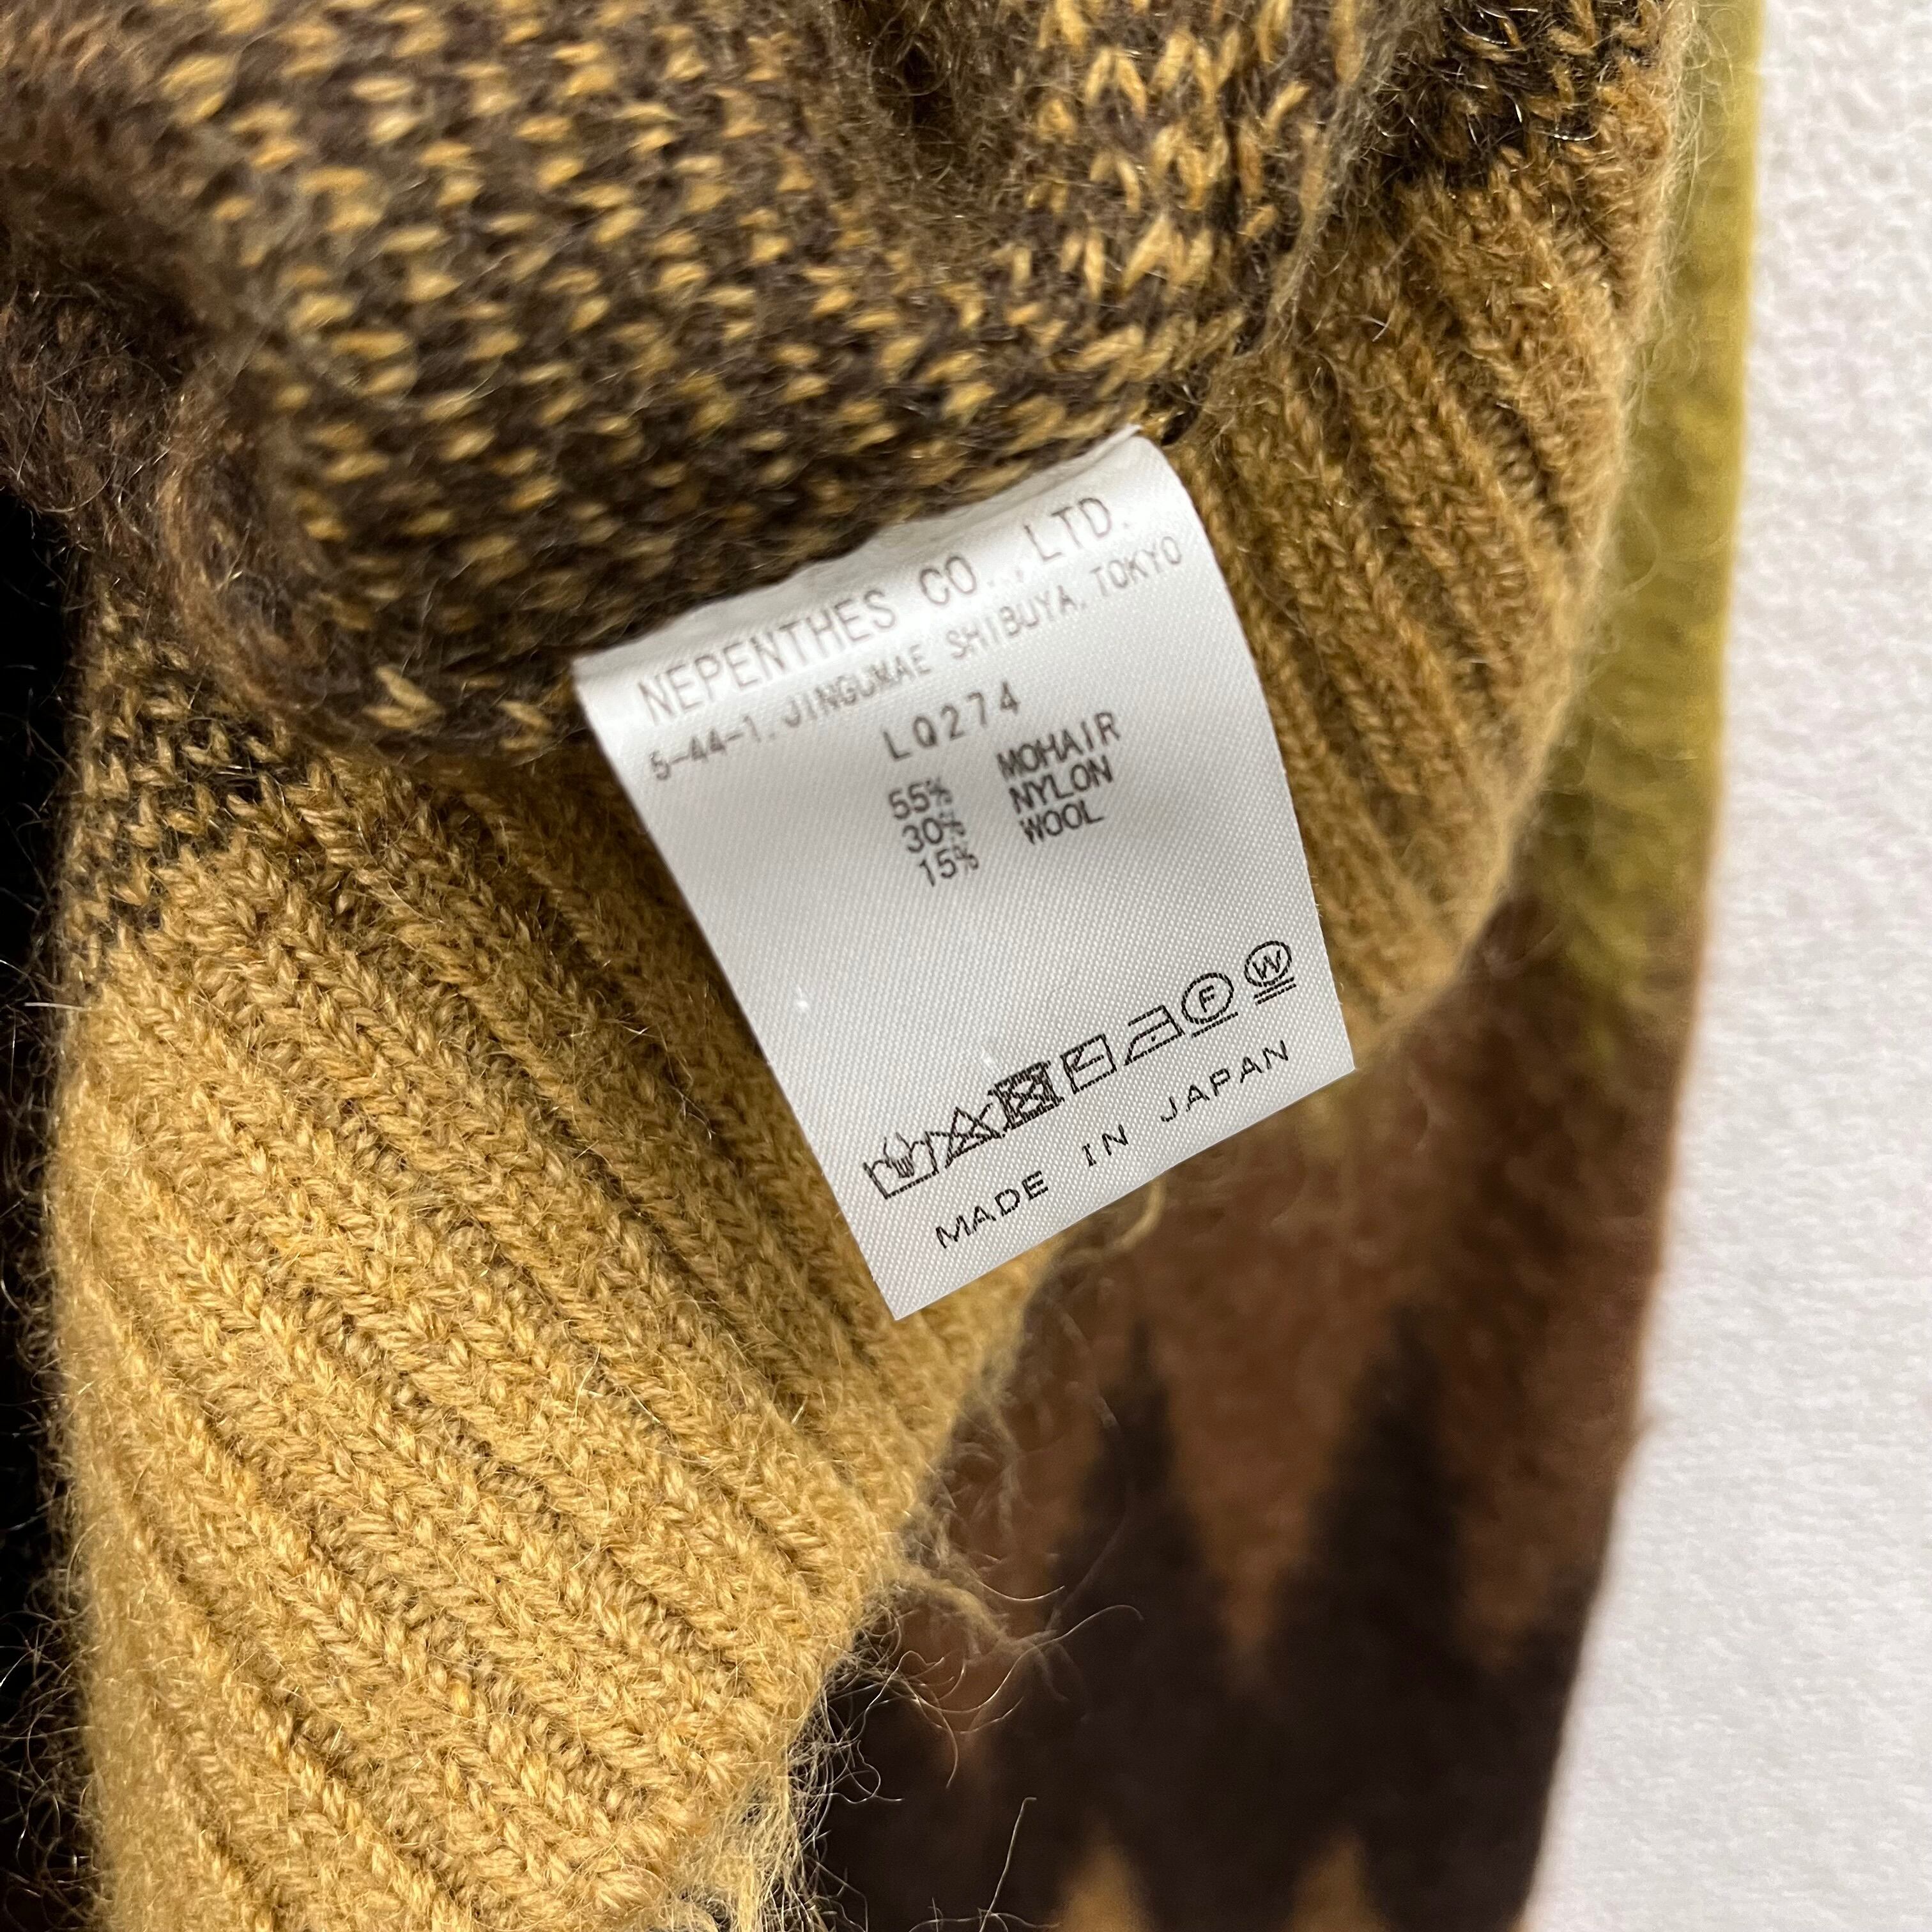 NEPENTHES CO.,LTD.
5-44-1,JINGUMAE SHIBUYA,TOKYO
LQ274
55% MOHAIR
30% NYLON
15% WOOL
F W
MADE IN JAPAN